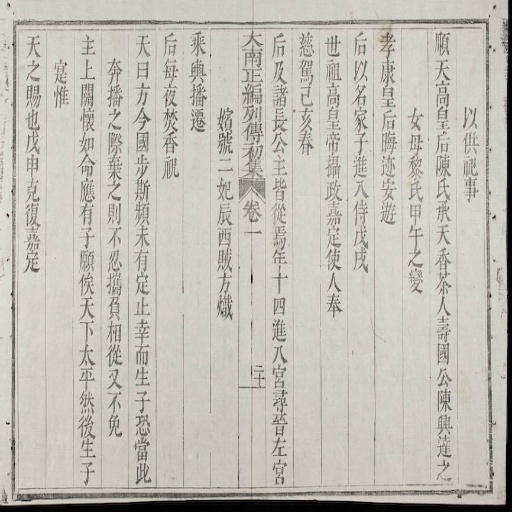 以供祀事
順天高皇后陳氏承天香茶人壽國公陳興達之
女母黎氏甲午之變
孝康皇后晦迹安遊
后以名家子進入侍戊戌
世祖高皇帝攝政嘉定使人奉
慈駕己亥春
后及諸長公主皆從焉年十四進入宮尋晉左宮
大南正編列傳初集 卷一 二十
嬪號二妃辰西賊方熾
乘輿播遷
后每夜焚香祝
天曰方今國步斯頻未有定止幸而生子恐當此
奔播之際棄之則不忍攜負相從又不免
主上關懷如命應有子願俟天下太平然後生子
寔惟
天之賜也戊申克復嘉定